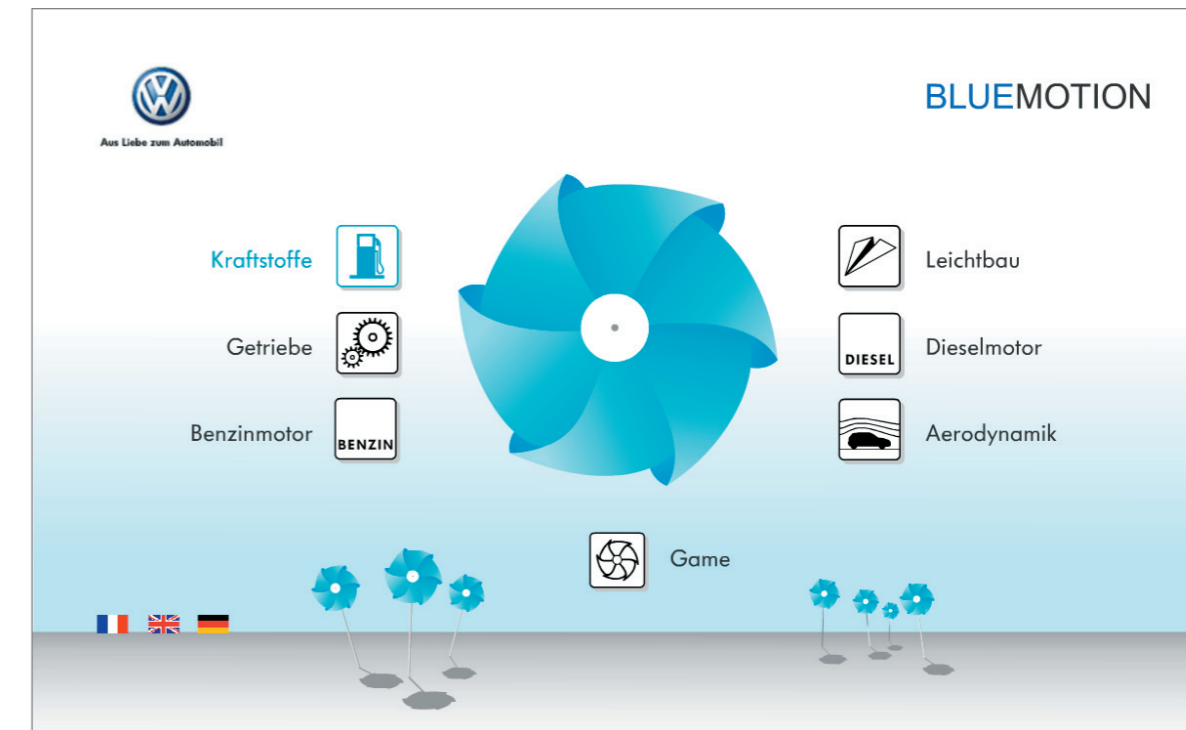 Aus Liebe zum Automobil
BLUEMOTION
Kraftstoffe
Getriebe
Benzinmotor
BENZIN
Leichtbau
DIESEL
Dieselmotor
Aerodynamik
Game